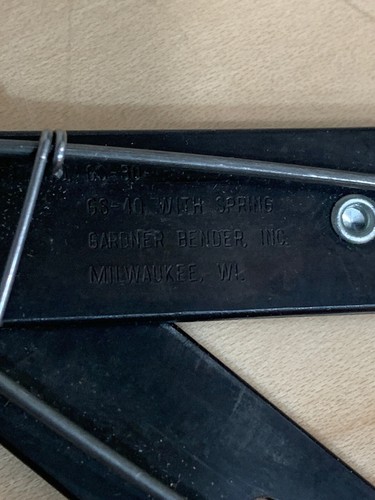 GS-40 WITH SPRING
GARDNER BENDER, INC.
MILWAUKEE, WI.